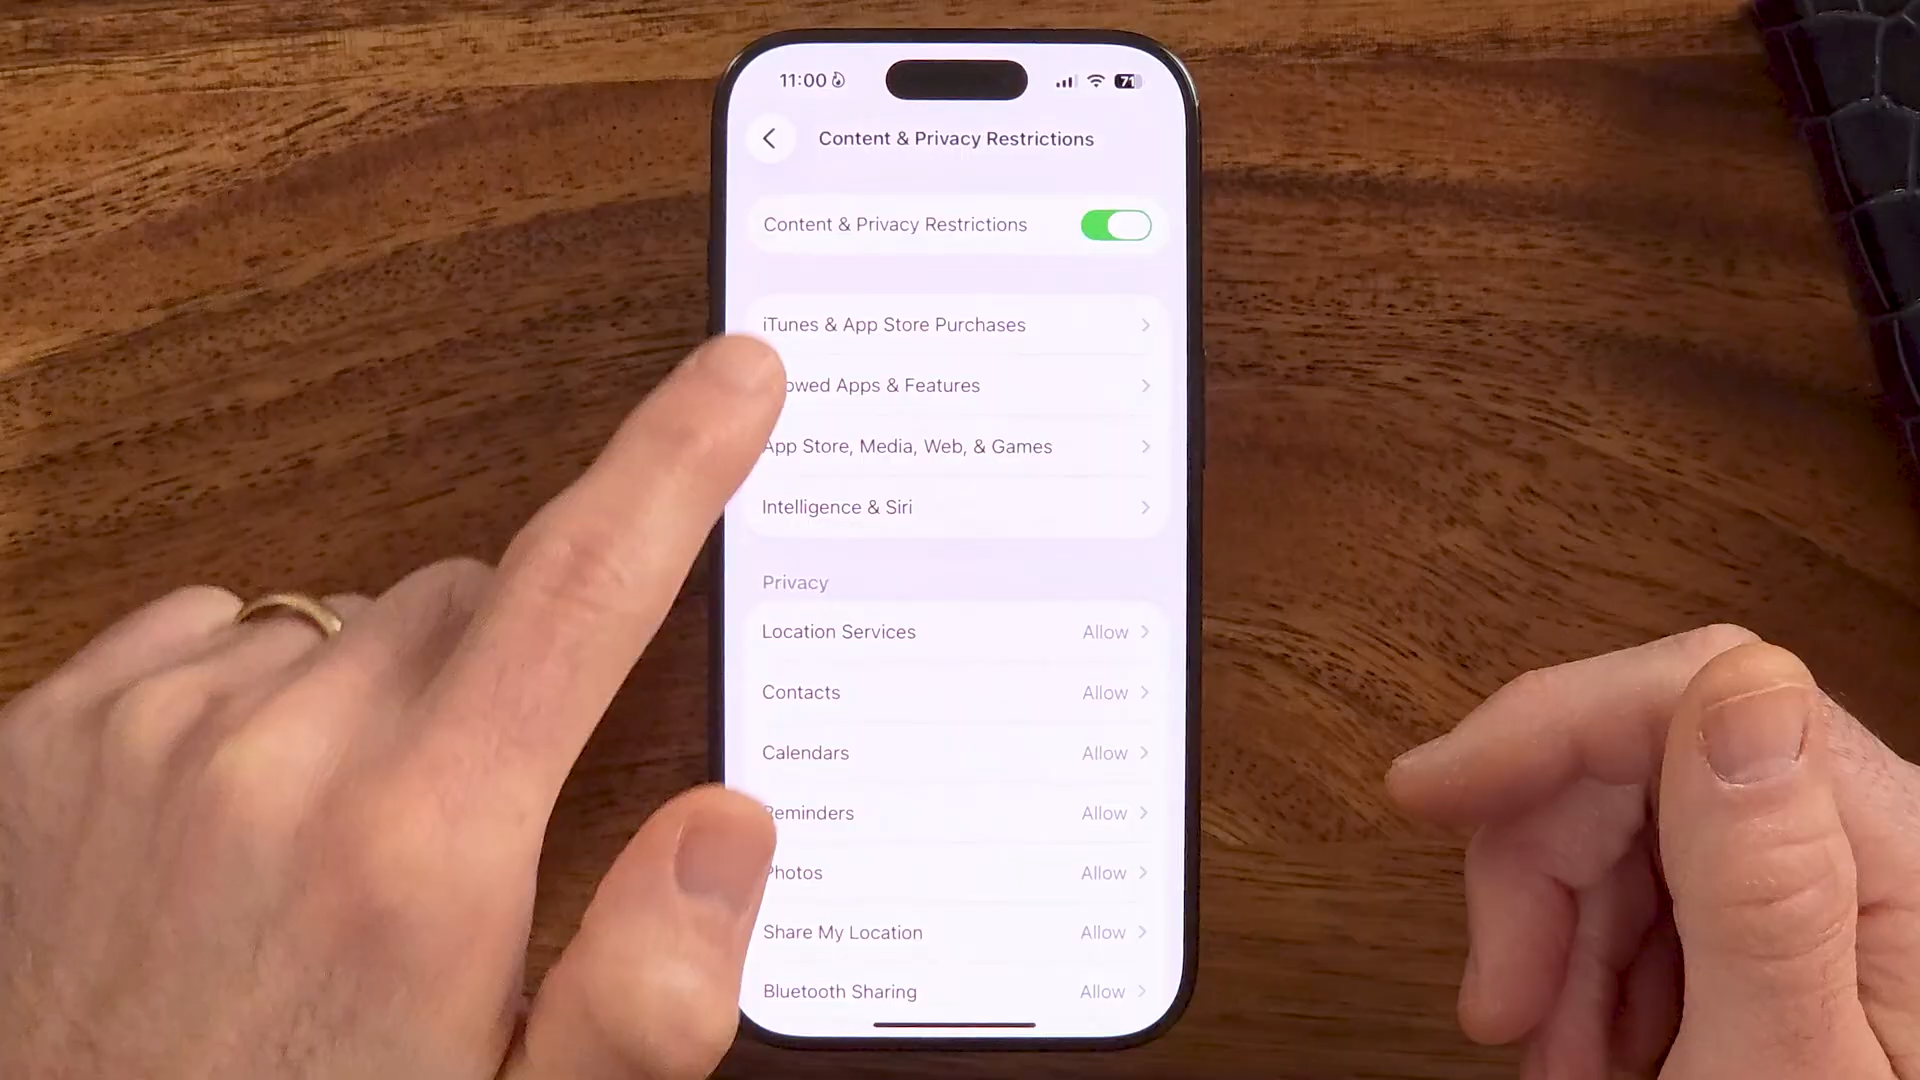 11:00 71
Content & Privacy Restrictions
Content & Privacy Restrictions
iTunes & App Store Purchases
owed Apps & Features
App Store, Media, Web, & Games
Intelligence & Siri
Privacy
Location Services Allow
Contacts Allow
Calendars Allow
Reminders Allow
Photos Allow
Share My Location Allow
Bluetooth Sharing Allow